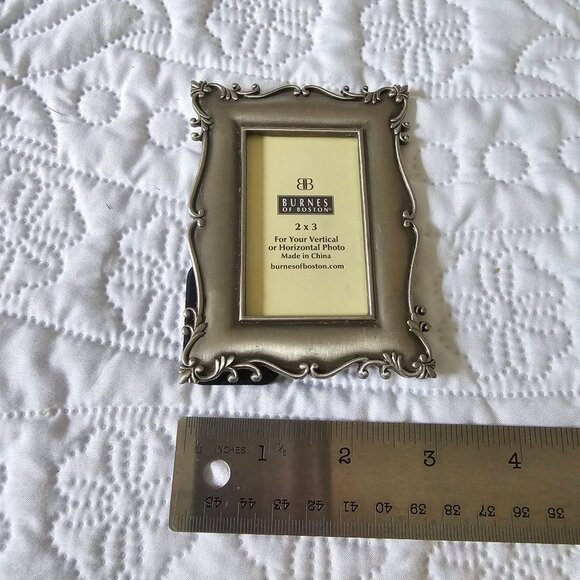 BB
BURNES
OF BOSTON®
2 x 3
For Your Vertical
or Horizontal Photo
Made in China
burnesofboston.com
INCHES 1 2 3 4
45 44 43 42 41 40 39 38 37 36 35